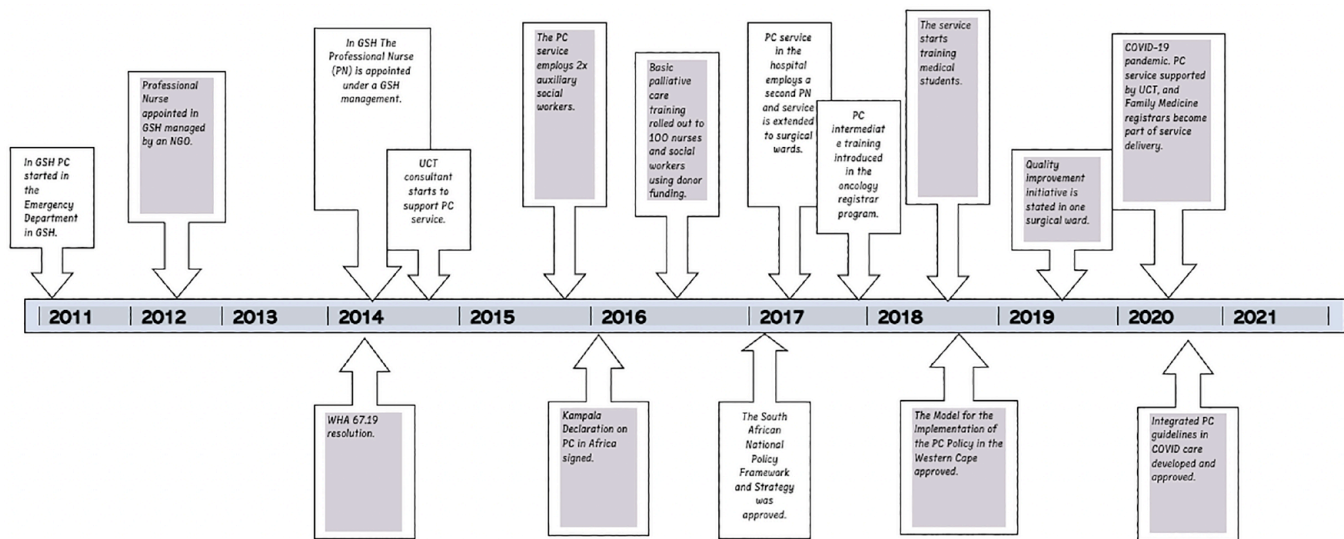 In GSH PC
started in
the
Emergency
Department
in GSH.
Professional
Nurse
appointed in
GSH managed
by an NGO.
In GSH The
Professional Nurse
(PN) is appointed
under a GSH
management.
UCT
consultant
starts to
support PC
service.
The PC
service
employs 2x
auxiliary
social
workers.
Basic
palliative
care
training
rolled out to
100 nurses
and social
workers
using donor
funding.
PC service
in the
hospital
employs a
second PN
and service
is extended
to surgical
wards.
PC
intermediat
e training
introduced
in the
oncology
registrar
program.
The service
starts
training
medical
students.
Quality
improvement
initiative is
stated in one
surgical ward.
COVID-19
pandemic. PC
service supported
by UCT, and
Family Medicine
registrars become
part of service
delivery.
2011 2012 2013 2014 2015 2016 2017 2018 2019 2020 2021
WHA 67.19
resolution.
Kampala
Declaration on
PC in Africa
signed.
The South
African
National
Policy
Framework
and Strategy
was
approved.
The Model for the
Implementation of
the PC Policy in the
Western Cape
approved.
Integrated PC
guidelines in
COVID care
developed and
approved.